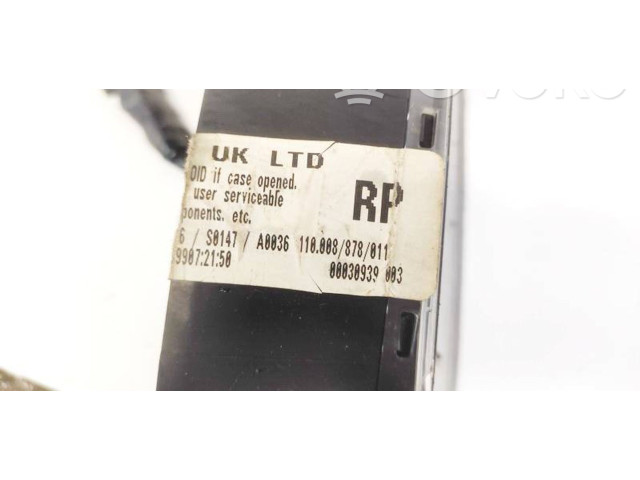 UK LTD
OID if case opened.
user serviceable
ponents. etc.
RP
6 / S0147 / A0036 110.008/878/011
9907:21:50 00030939 003